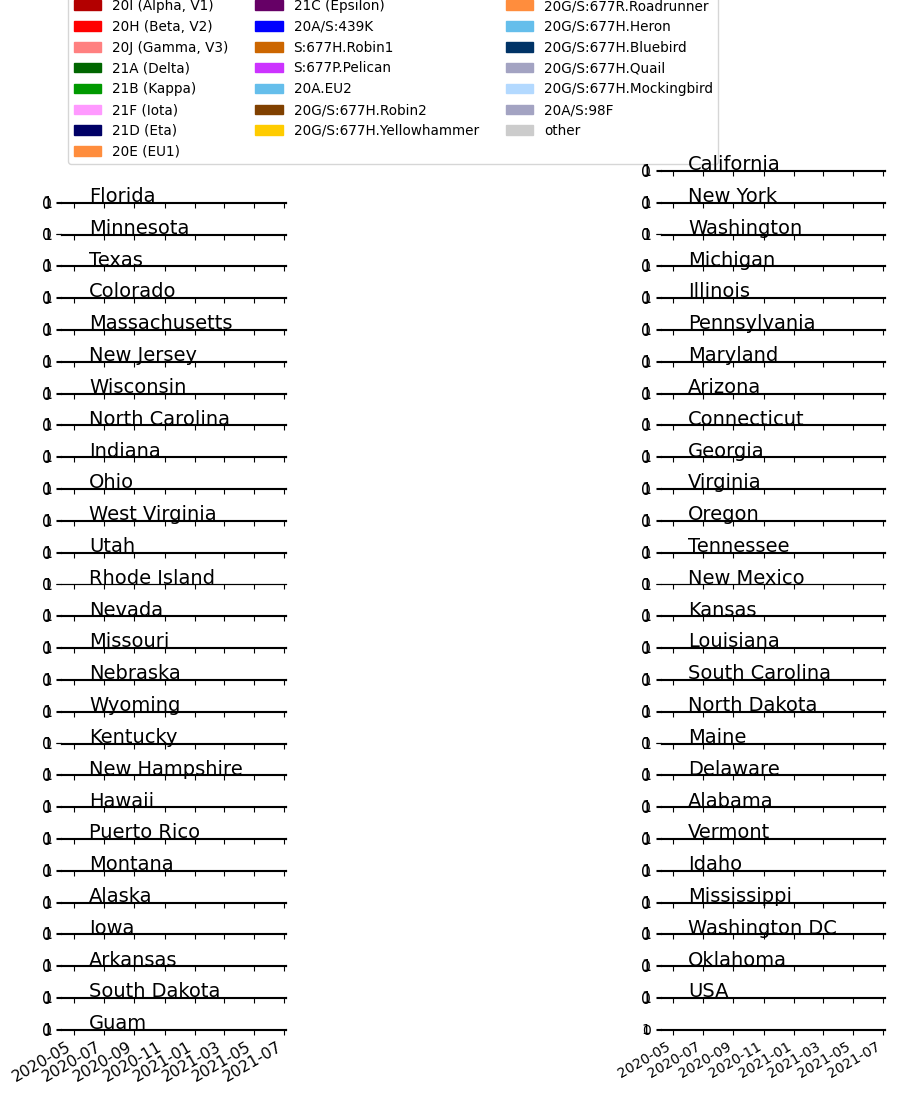 20I (Alpha, V1)
20H (Beta, V2)
20J (Gamma, V3)
21A (Delta)
21B (Kappa)
21F (Iota)
21D (Eta)
20E (EU1)
21C (Epsilon)
20A/S:439K
S:677H.Robin1
S:677P.Pelican
20A.EU2
20G/S:677H.Robin2
20G/S:677H.Yellowhammer
20G/S:677R.Roadrunner
20G/S:677H.Heron
20G/S:677H.Bluebird
20G/S:677H.Quail
20G/S:677H.Mockingbird
20A/S:98F
other
California
Florida
New York
Minnesota
Washington
Texas
Michigan
Colorado
Illinois
Massachusetts
Pennsylvania
New Jersey
Maryland
Wisconsin
Arizona
North Carolina
Connecticut
Indiana
Georgia
Ohio
Virginia
West Virginia
Oregon
Utah
Tennessee
Rhode Island
New Mexico
Nevada
Kansas
Missouri
Louisiana
Nebraska
South Carolina
Wyoming
North Dakota
Kentucky
Maine
New Hampshire
Delaware
Hawaii
Alabama
Puerto Rico
Vermont
Montana
Idaho
Alaska
Mississippi
Iowa
Washington DC
Arkansas
Oklahoma
South Dakota
USA
Guam
2020-05 2020-07 2020-09 2020-11 2021-01 2021-03 2021-05 2021-07
2020-05 2020-07 2020-09 2020-11 2021-01 2021-03 2021-05 2021-07